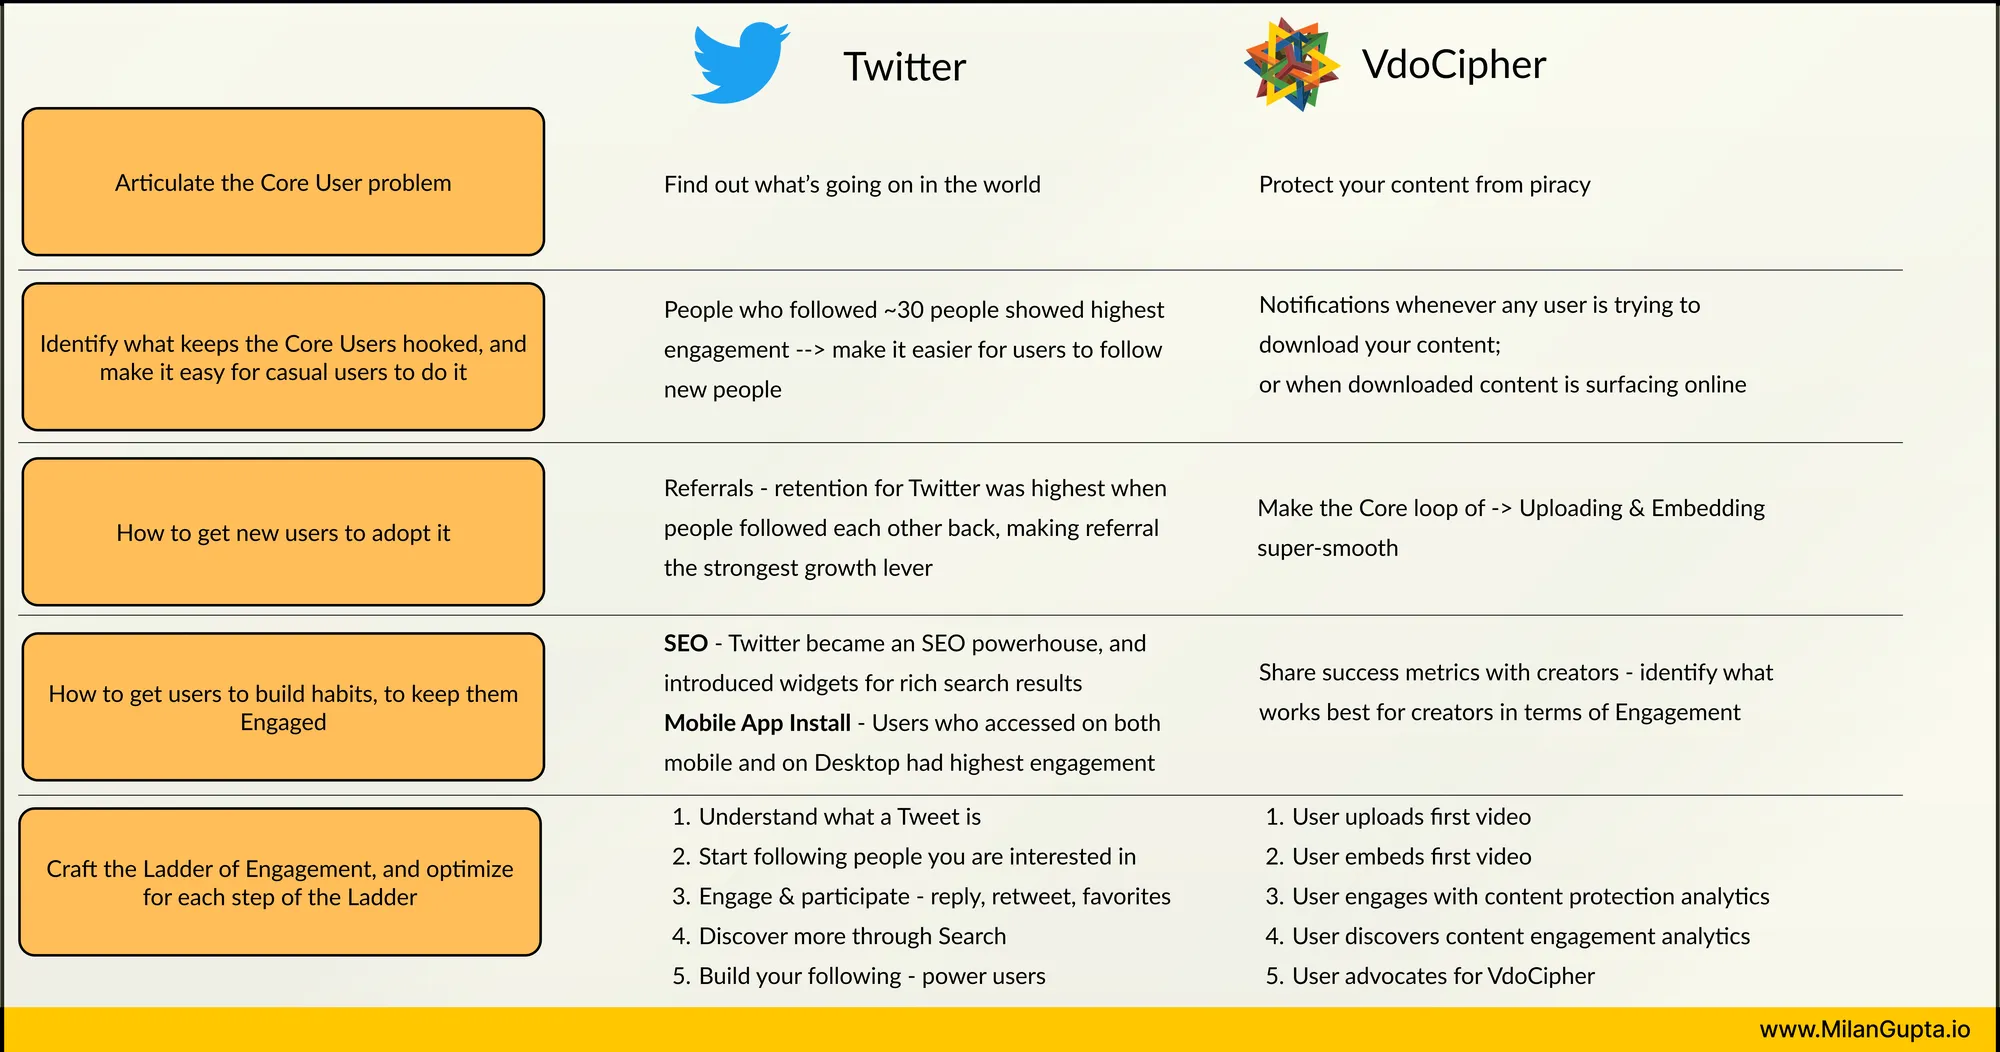 Twitter
VdoCipher
Articulate the Core User problem
Find out what’s going on in the world
Protect your content from piracy
Identify what keeps the Core Users hooked, and
make it easy for casual users to do it
People who followed ~30 people showed highest
engagement --> make it easier for users to follow
new people
Notifications whenever any user is trying to
download your content;
or when downloaded content is surfacing online
How to get new users to adopt it
Referrals - retention for Twitter was highest when
people followed each other back, making referral
the strongest growth lever
Make the Core loop of -> Uploading & Embedding
super-smooth
How to get users to build habits, to keep them
Engaged
SEO - Twitter became an SEO powerhouse, and
introduced widgets for rich search results
Mobile App Install - Users who accessed on both
mobile and on Desktop had highest engagement
Share success metrics with creators - identify what
works best for creators in terms of Engagement
Craft the Ladder of Engagement, and optimize
for each step of the Ladder
1. Understand what a Tweet is
2. Start following people you are interested in
3. Engage & participate - reply, retweet, favorites
4. Discover more through Search
5. Build your following - power users
1. User uploads first video
2. User embeds first video
3. User engages with content protection analytics
4. User discovers content engagement analytics
5. User advocates for VdoCipher
www.MilanGupta.io